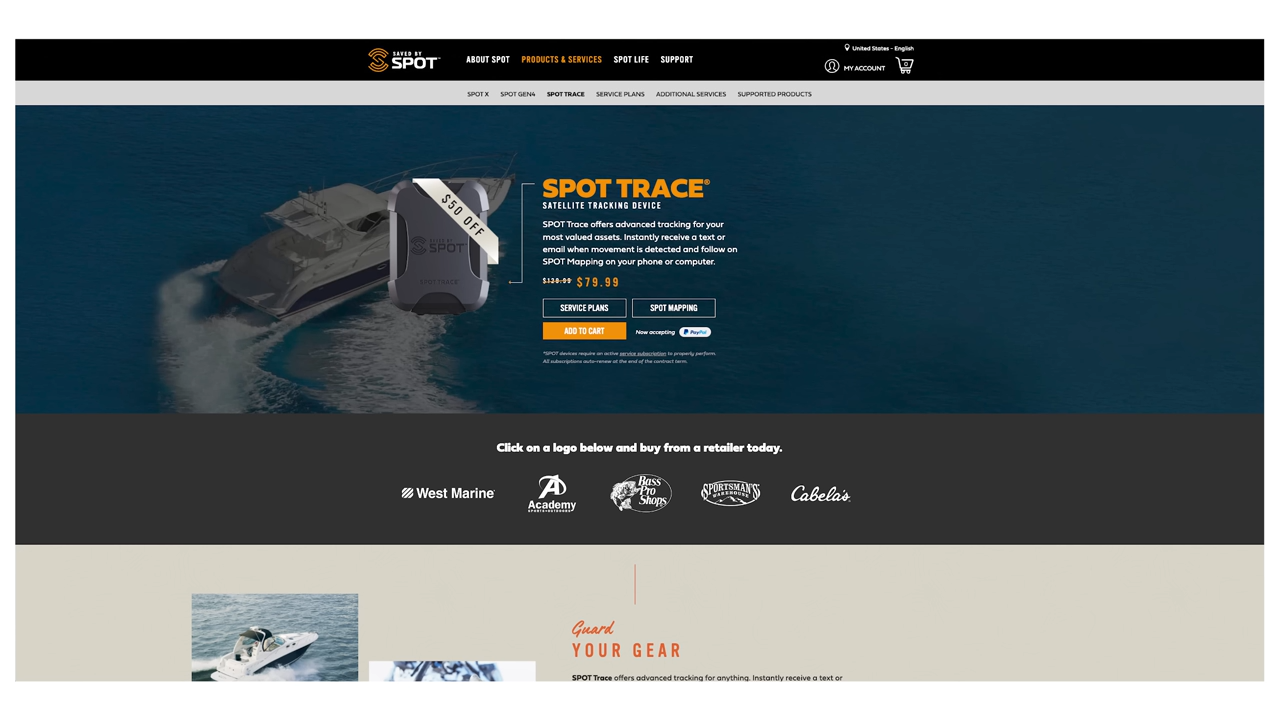 SAVED BY
SPOT
ABOUT SPOT PRODUCTS & SERVICES SPOT LIFE SUPPORT
United States - English
MY ACCOUNT
0
SPOT X SPOT GEN4 SPOT TRACE SERVICE PLANS ADDITIONAL SERVICES SUPPORTED PRODUCTS
$50 OFF
SAVED BY
SPOT
SPOT TRACE
SPOT TRACE®
SATELLITE TRACKING DEVICE
SPOT Trace offers advanced tracking for your
most valued assets. Instantly receive a text or
email when movement is detected and follow on
SPOT Mapping on your phone or computer.
$129.99 $79.99
SERVICE PLANS SPOT MAPPING
ADD TO CART Now accepting PayPal
*SPOT devices require an active service subscription to properly perform.
All subscriptions auto-renew at the end of the contract term.
Click on a logo below and buy from a retailer today.
West Marine
Academy
SPORTS+OUTDOORS
Bass
Pro
Shops
SPORTSMAN'S
WAREHOUSE
Cabela's
Guard
YOUR GEAR
SPOT Trace offers advanced tracking for anything. Instantly receive a text or